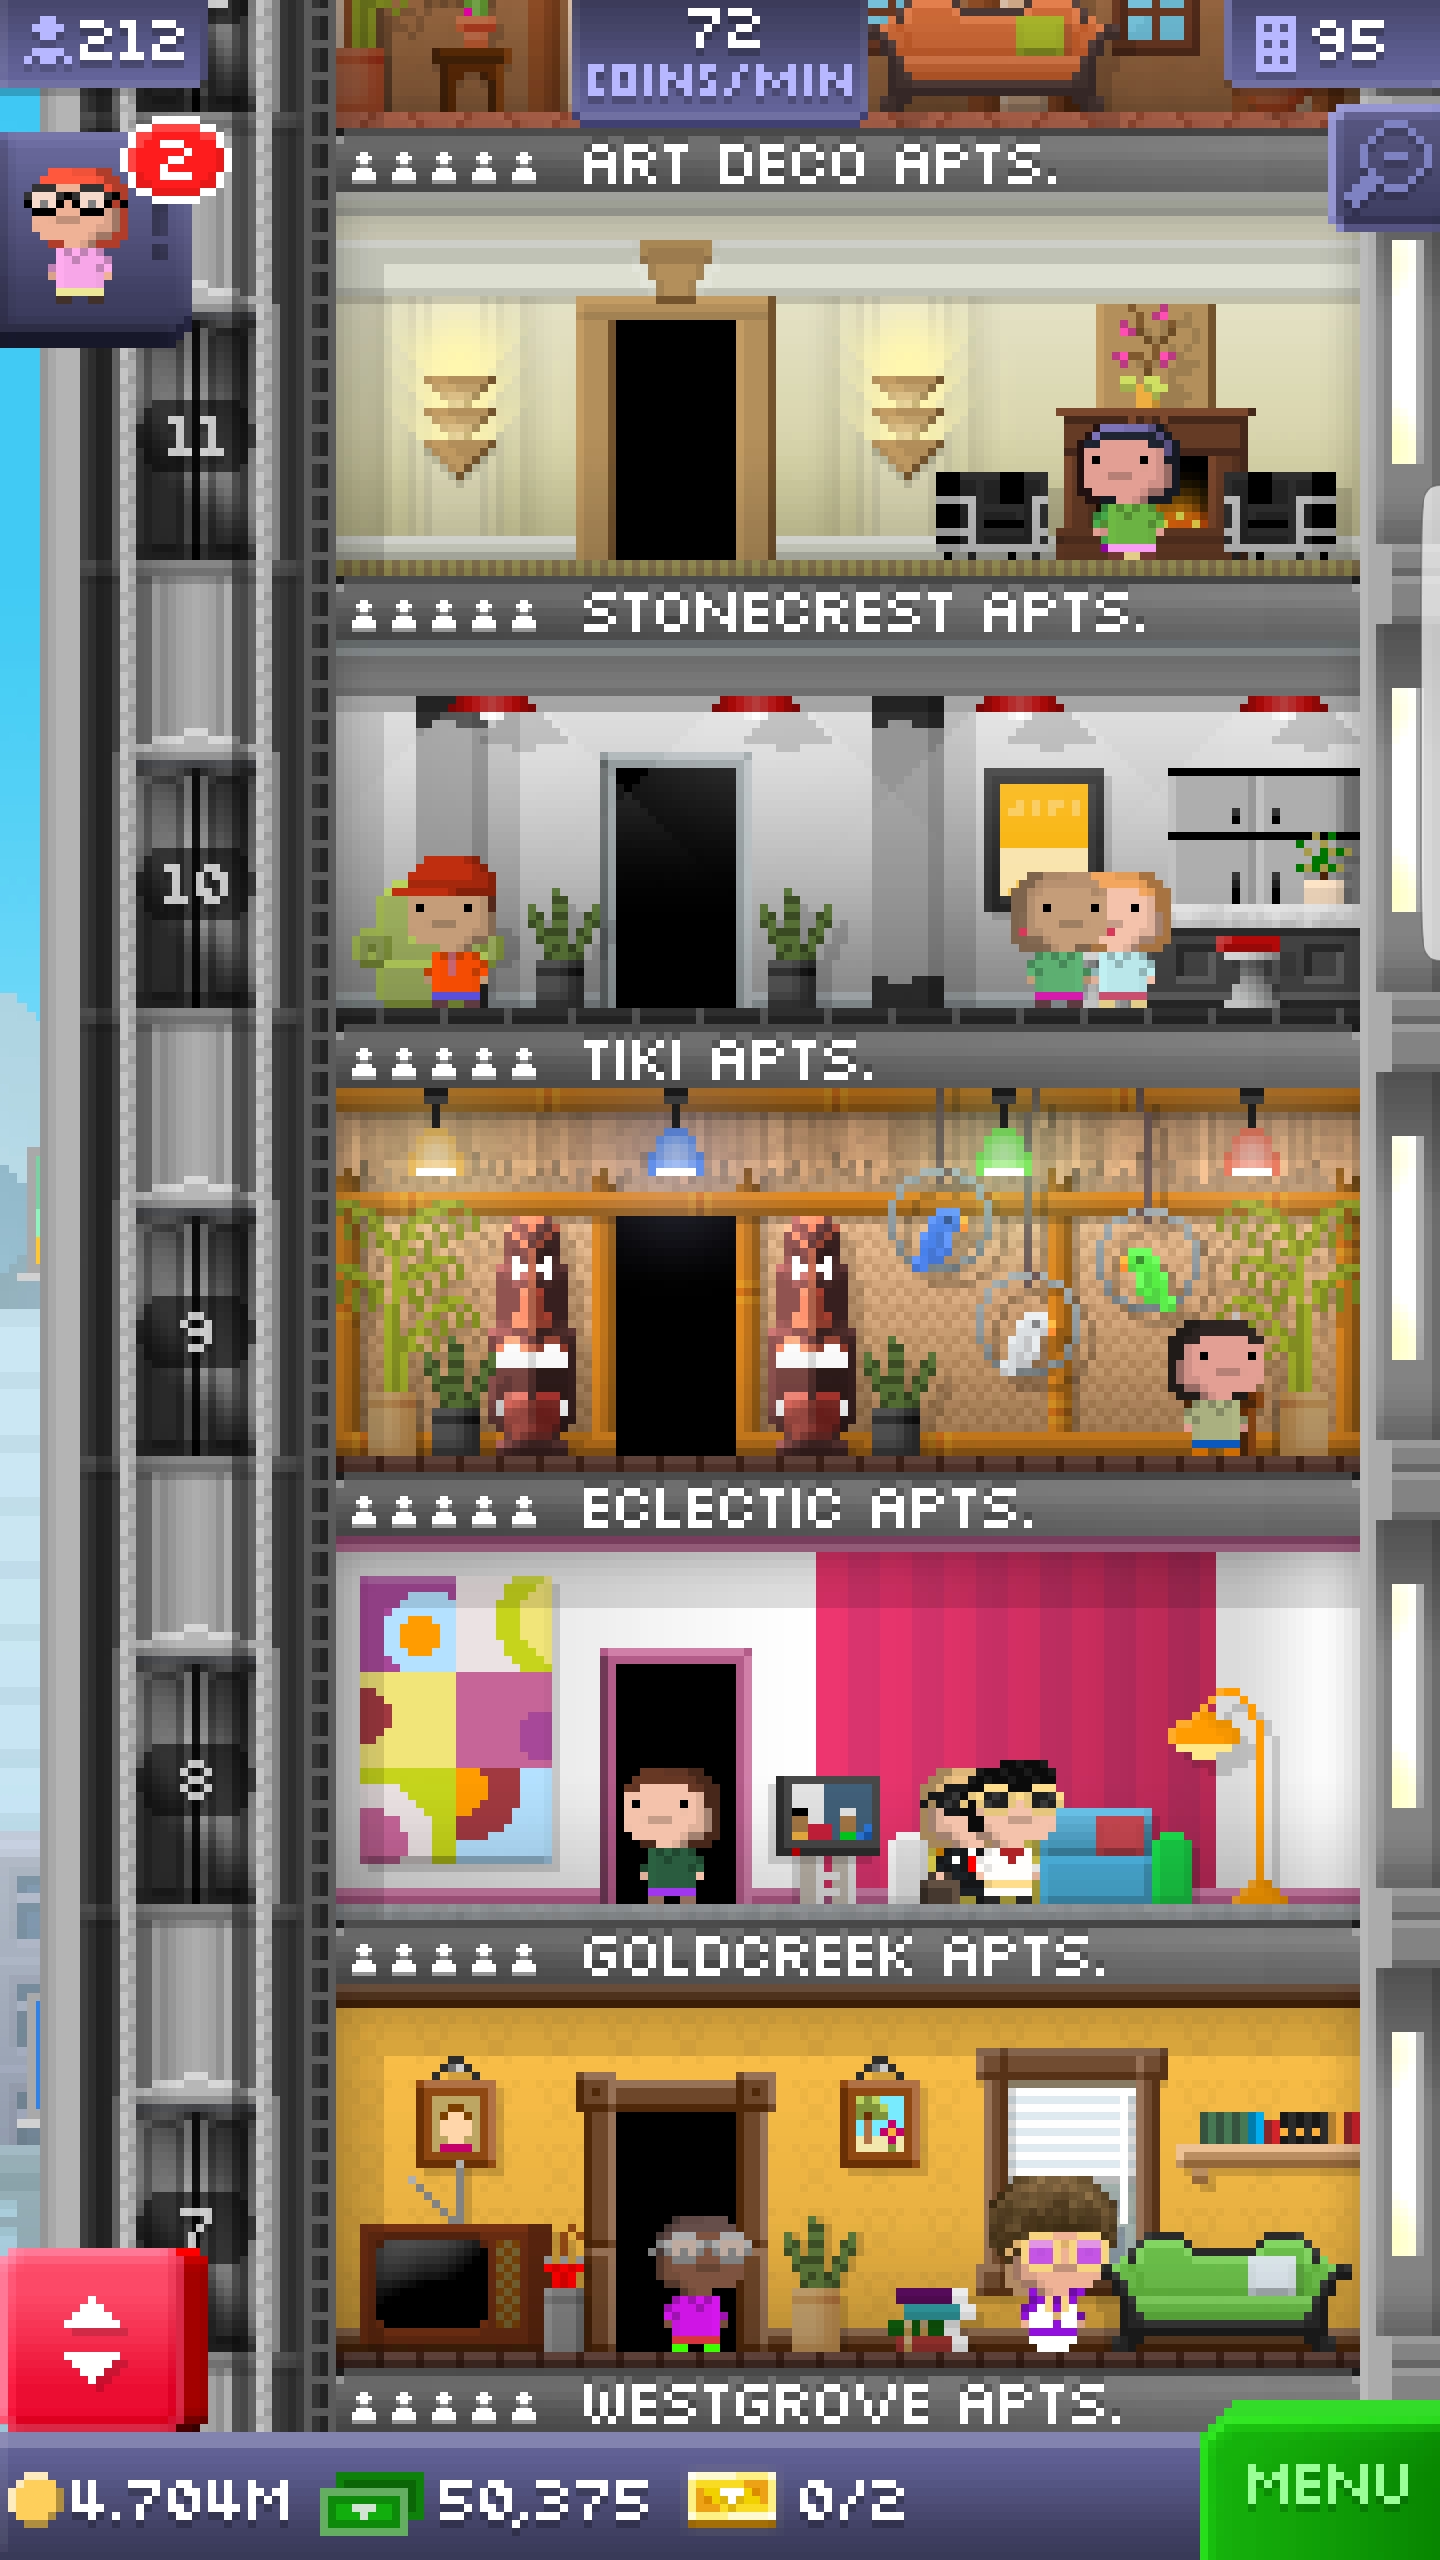 212
72
COINS/MIN
95
2
ART DECO APTS.
11
STONECREST APTS.
10
TIKI APTS.
9
ECLECTIC APTS.
8
GOLDCREEK APTS.
7
WESTGROVE APTS.
4.704M
50,375
0/2
MENU